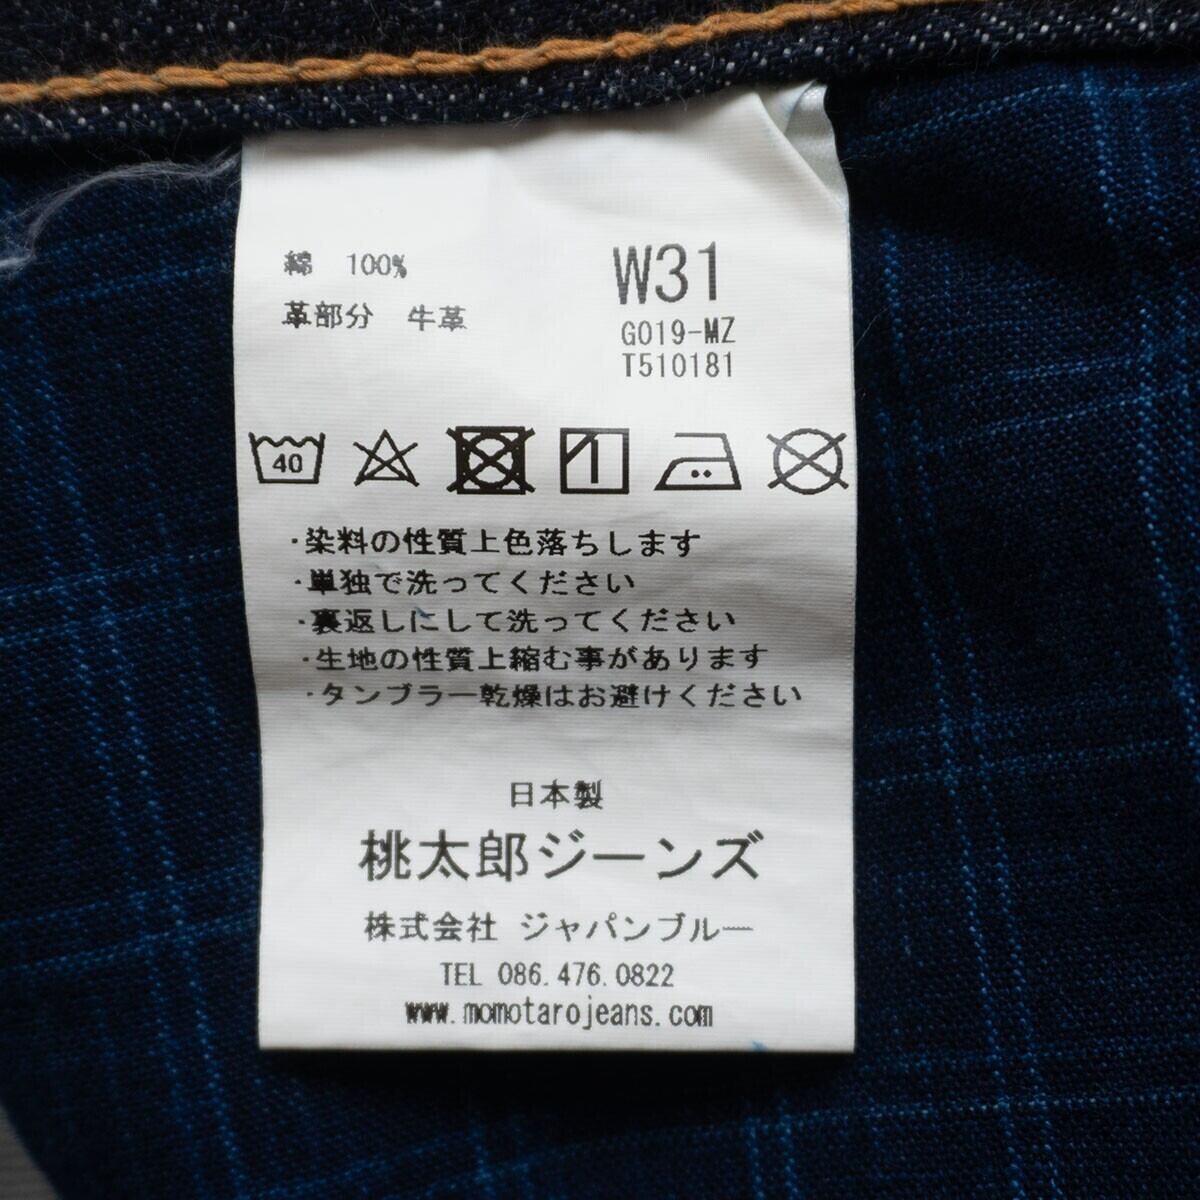 綿 100%
革部分 牛革
W31
G019-MZ
T510181
40
・染料の性質上色落ちします
・単独で洗ってください
・裏返しにして洗ってください
・生地の性質上縮む事があります
・タンブラー乾燥はお避けください
日本製
桃太郎ジーンズ
株式会社 ジャパンブルー
TEL 086.476.0822
www.momotarojeans.com